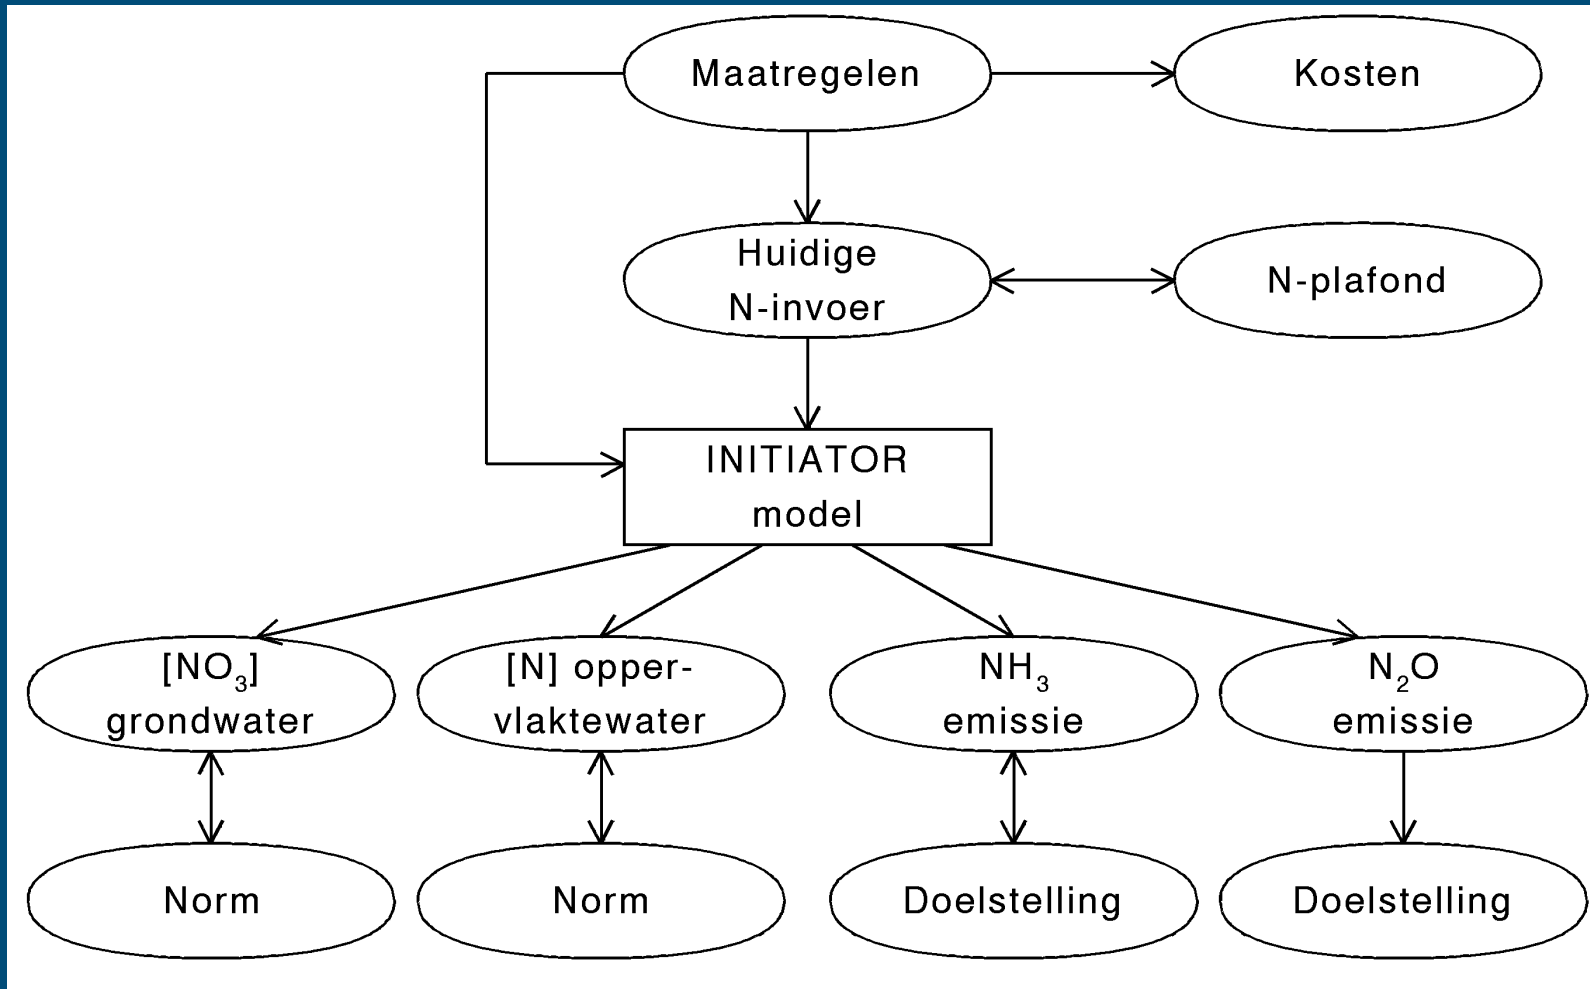 Maatregelen
Kosten
Huidige
N-invoer
N-plafond
INITIATOR
model
[NO₃]
grondwater
[N] opper-
vlaktewater
NH₃
emissie
N₂O
emissie
Norm
Norm
Doelstelling
Doelstelling